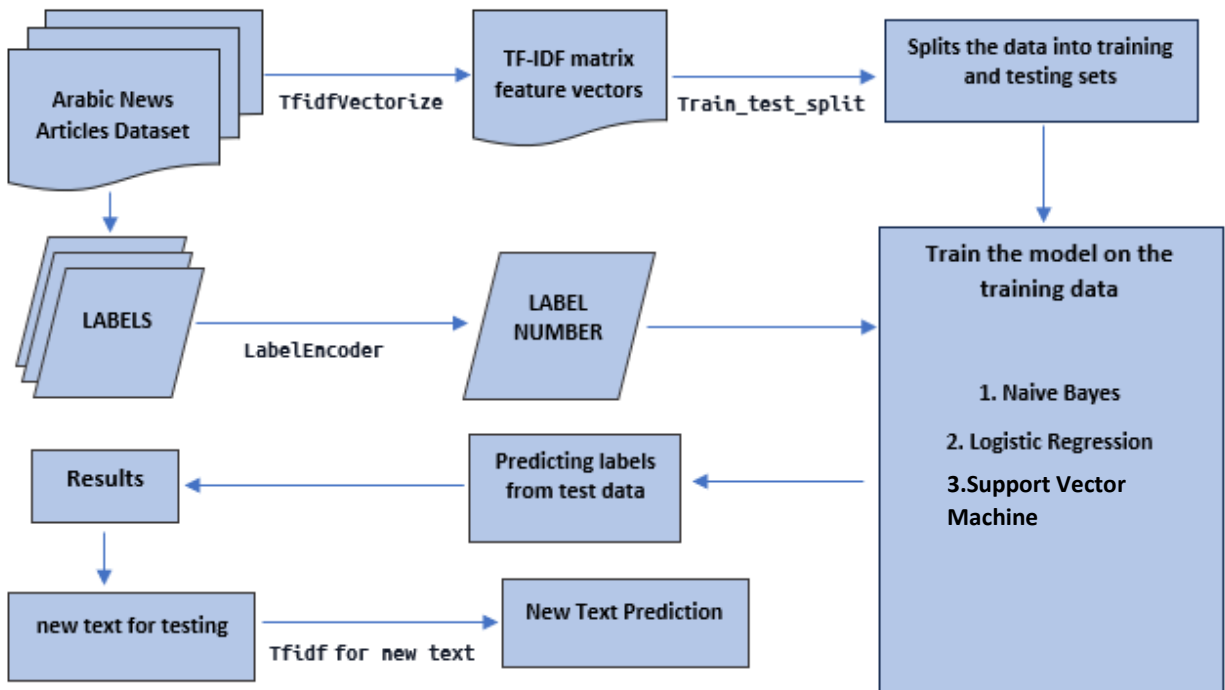 Arabic News
Articles Dataset
TfidfVectorize
TF-IDF matrix
feature vectors
Train_test_split
Splits the data into training
and testing sets
LABELS
LabelEncoder
LABEL
NUMBER
Train the model on the
training data
1. Naive Bayes
2. Logistic Regression
3.Support Vector
Machine
Predicting labels
from test data
Results
new text for testing
Tfidf for new text
New Text Prediction